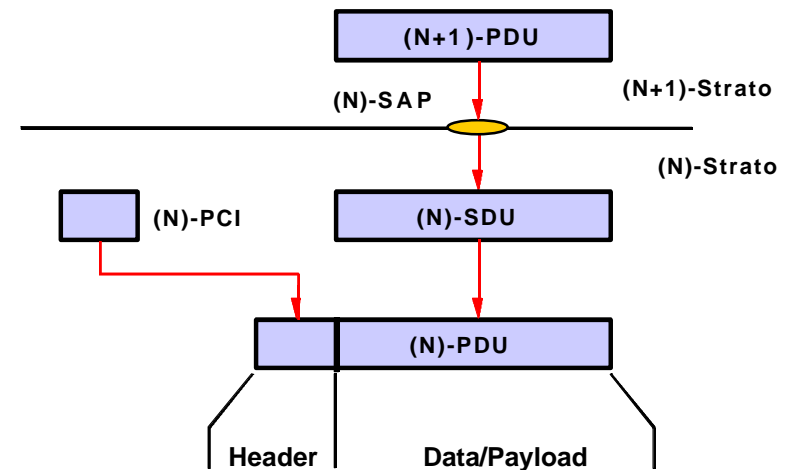 (N+1)-PDU
(N)-SAP
(N+1)-Strato
(N)-Strato
(N)-PCI
(N)-SDU
(N)-PDU
Header
Data/Payload